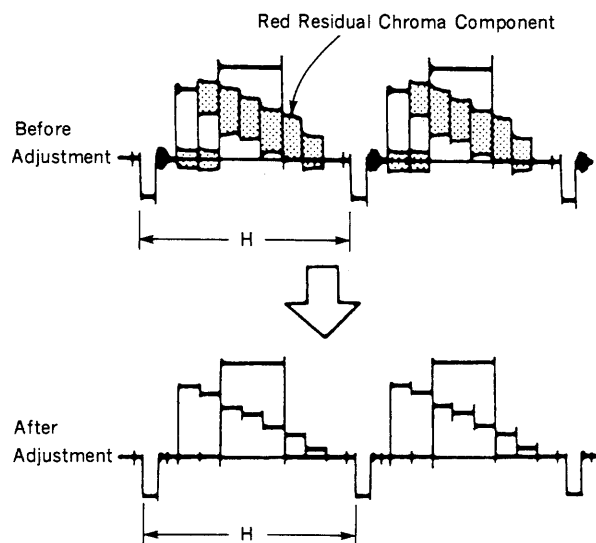 Red Residual Chroma Component
Before
Adjustment
H
After
Adjustment
H